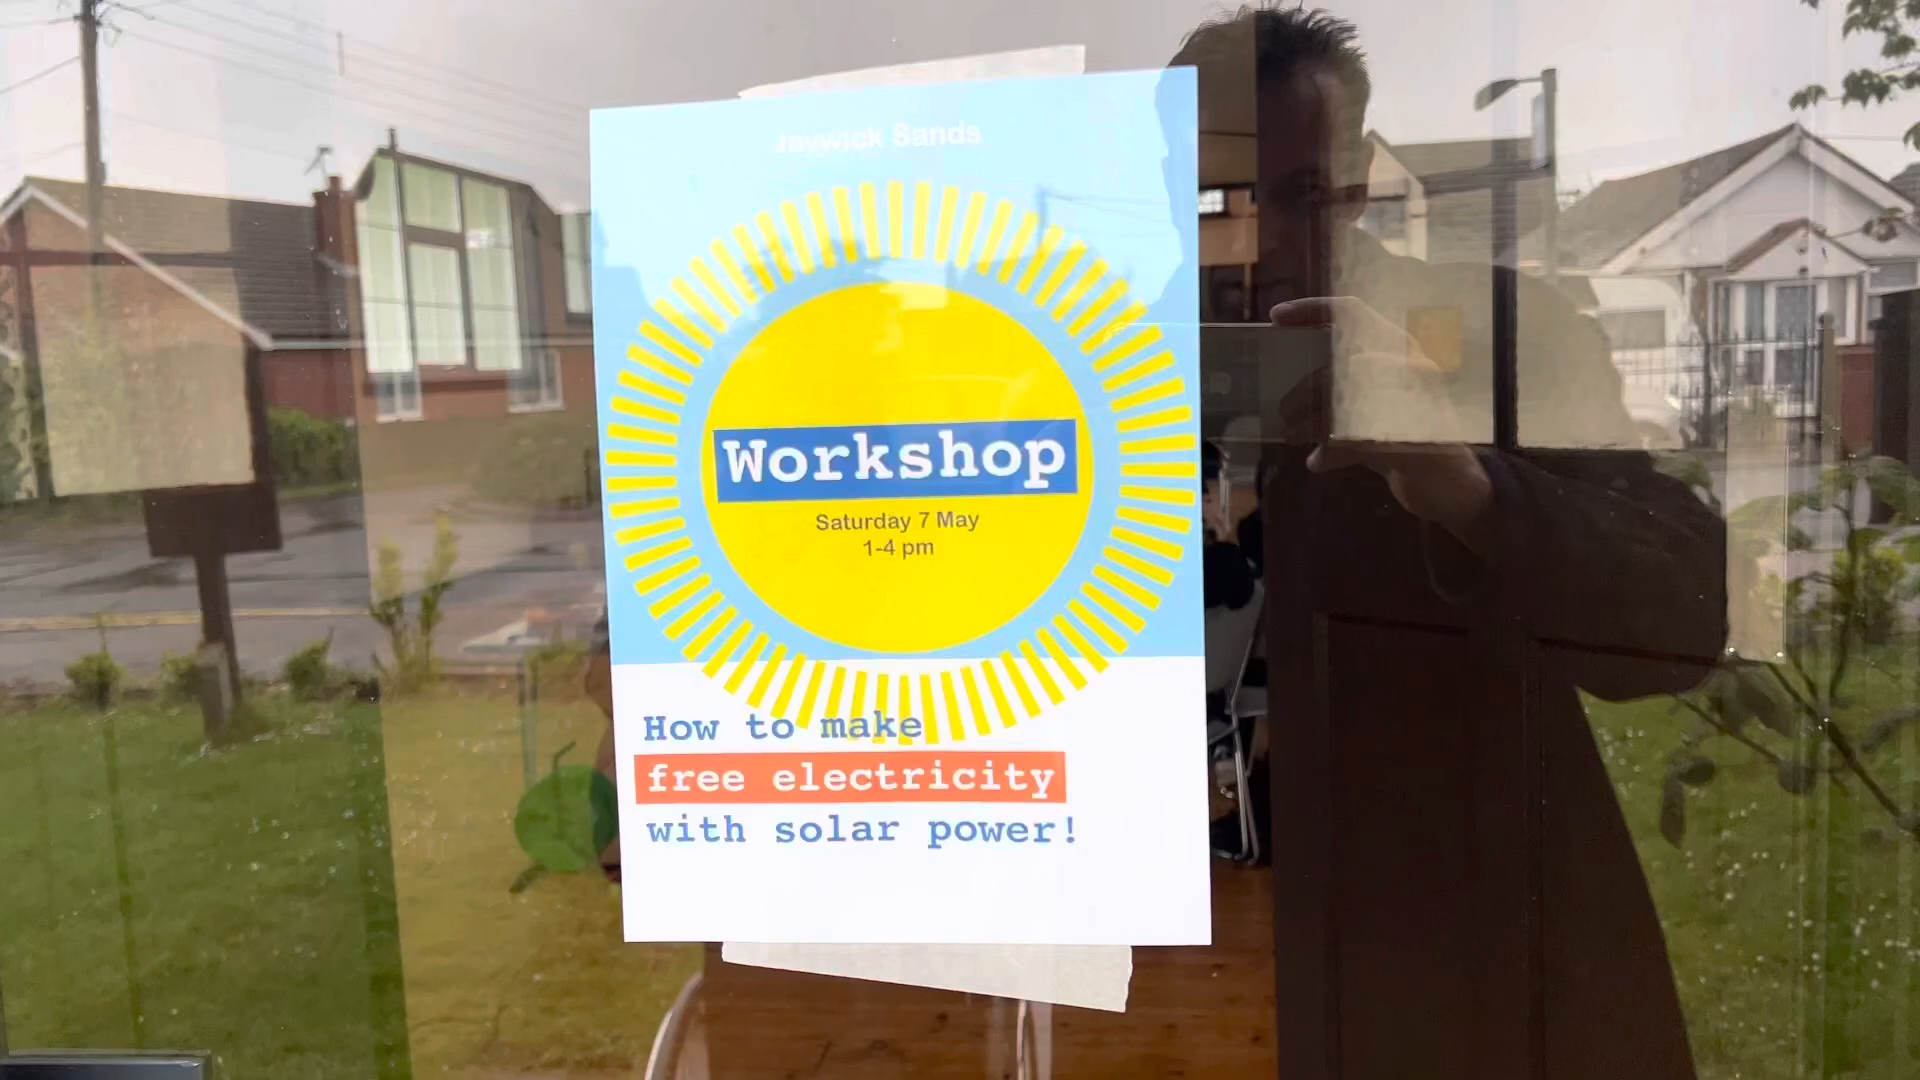 Jaywick Sands
Workshop
Saturday 7 May
1-4 pm
How to make
free electricity
with solar power!